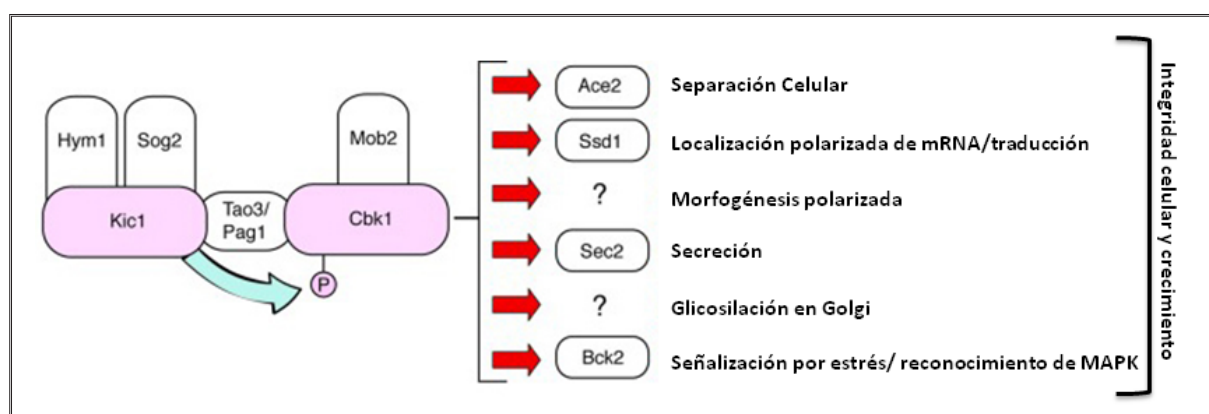 Hym1
Sog2
Kic1
Tao3/
Pag1
Mob2
Cbk1
P
Ace2
Separación Celular
Ssd1
Localización polarizada de mRNA/traducción
?
Morfogénesis polarizada
Sec2
Secreción
?
Glicosilación en Golgi
Bck2
Señalización por estrés/ reconocimiento de MAPK
Integridad celular y crecimiento